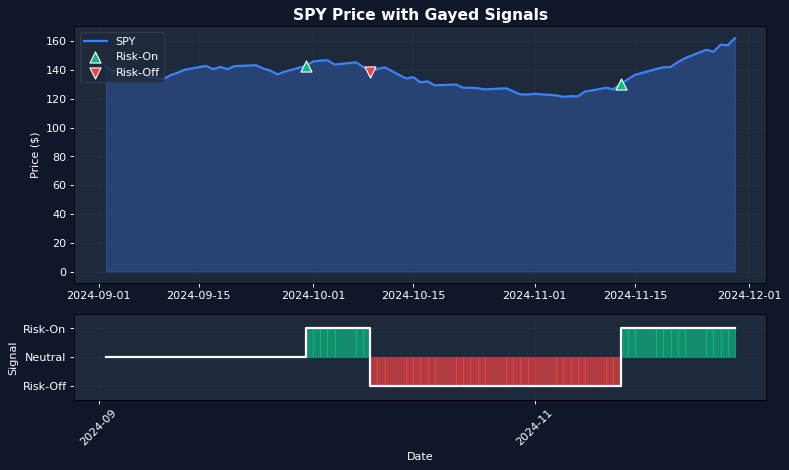 SPY Price with Gayed Signals
SPY
Risk-On
Risk-Off
Price ($)
160
140
120
100
80
60
40
20
0
2024-09-01 2024-09-15 2024-10-01 2024-10-15 2024-11-01 2024-11-15 2024-12-01
Signal
Risk-On
Neutral
Risk-Off
2024-09 2024-11
Date